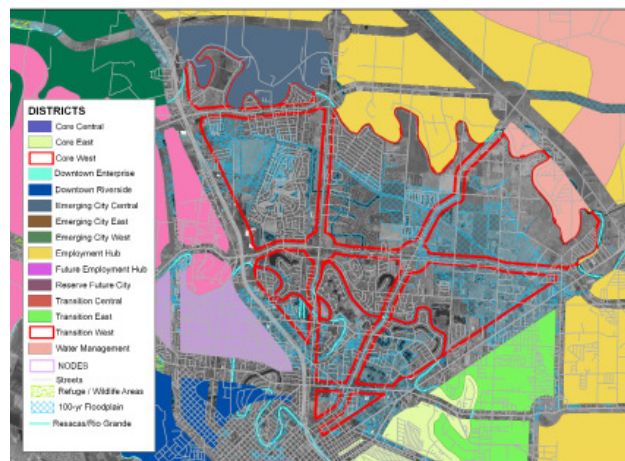 DISTRICTS
Core Central
Core East
Core West
Downtown Enterprise
Downtown Riverside
Emerging City Central
Emerging City East
Emerging City West
Employment Hub
Future Employment Hub
Reserve Future City
Transition Central
Transition East
Transition West
Water Management
NODES
Streets
Refuge / Wildlife Areas
100-yr Floodplain
Resacas/Rio Grande